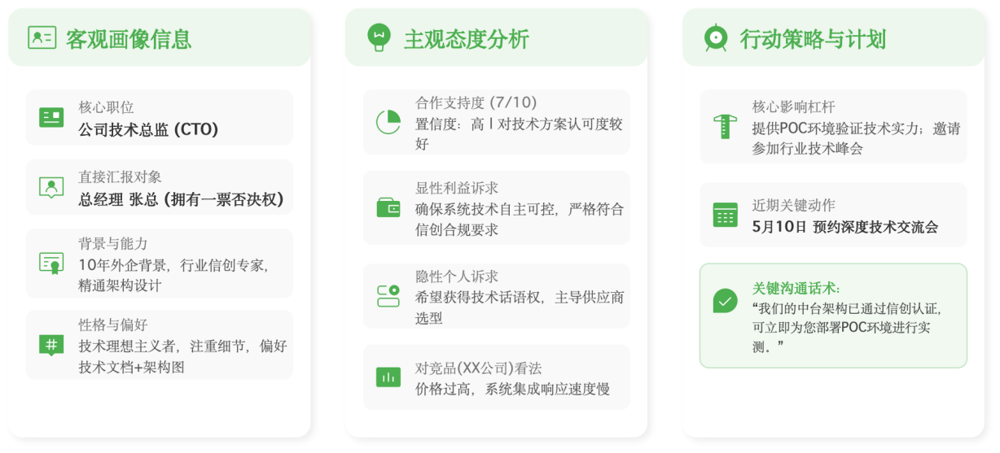 客观画像信息
核心职位
公司技术总监 (CTO)
直接汇报对象
总经理 张总 (拥有一票否决权)
背景与能力
10年外企背景，行业信创专家，
精通架构设计
性格与偏好
技术理想主义者，注重细节，偏好
技术文档+架构图
主观态度分析
合作支持度 (7/10)
置信度：高 | 对技术方案认可度较
好
显性利益诉求
确保系统技术自主可控，严格符合
信创合规要求
隐性个人诉求
希望获得技术话语权，主导供应商
选型
对竞品(XX公司)看法
价格过高，系统集成响应速度慢
行动策略与计划
核心影响杠杆
提供POC环境验证技术实力；邀请
参加行业技术峰会
近期关键动作
5月10日 预约深度技术交流会
关键沟通话术：
“我们的中台架构已通过信创认证，
可立即为您部署POC环境进行实
测。”